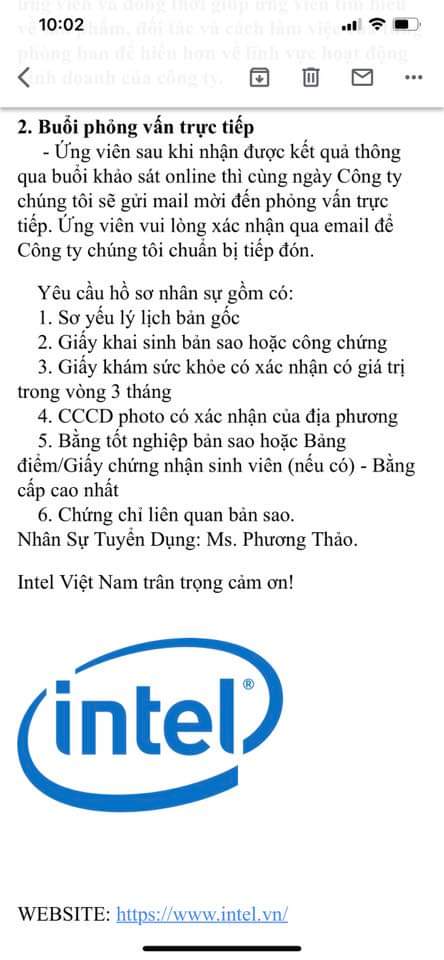 10:02
ứng viên và đồng thời giúp ứng viên tìm hiểu
phẩm, đối tác và cách làm việc
phòng ban để hiểu hơn về lĩnh vực hoạt động
kinh doanh của công ty.
2. Buổi phỏng vấn trực tiếp
- Ứng viên sau khi nhận được kết quả thông
qua buổi khảo sát online thì cùng ngày Công ty
chúng tôi sẽ gửi mail mời đến phỏng vấn trực
tiếp. Ứng viên vui lòng xác nhận qua email để
Công ty chúng tôi chuẩn bị tiếp đón.
Yêu cầu hồ sơ nhân sự gồm có:
1. Sơ yếu lý lịch bản gốc
2. Giấy khai sinh bản sao hoặc công chứng
3. Giấy khám sức khỏe có xác nhận có giá trị
trong vòng 3 tháng
4. CCCD photo có xác nhận của địa phương
5. Bằng tốt nghiệp bản sao hoặc Bảng
điểm/Giấy chứng nhận sinh viên (nếu có) - Bằng
cấp cao nhất
6. Chứng chỉ liên quan bản sao.
Nhân Sự Tuyển Dụng: Ms. Phương Thảo.
Intel Việt Nam trân trọng cảm ơn!
intel®
WEBSITE: https://www.intel.vn/